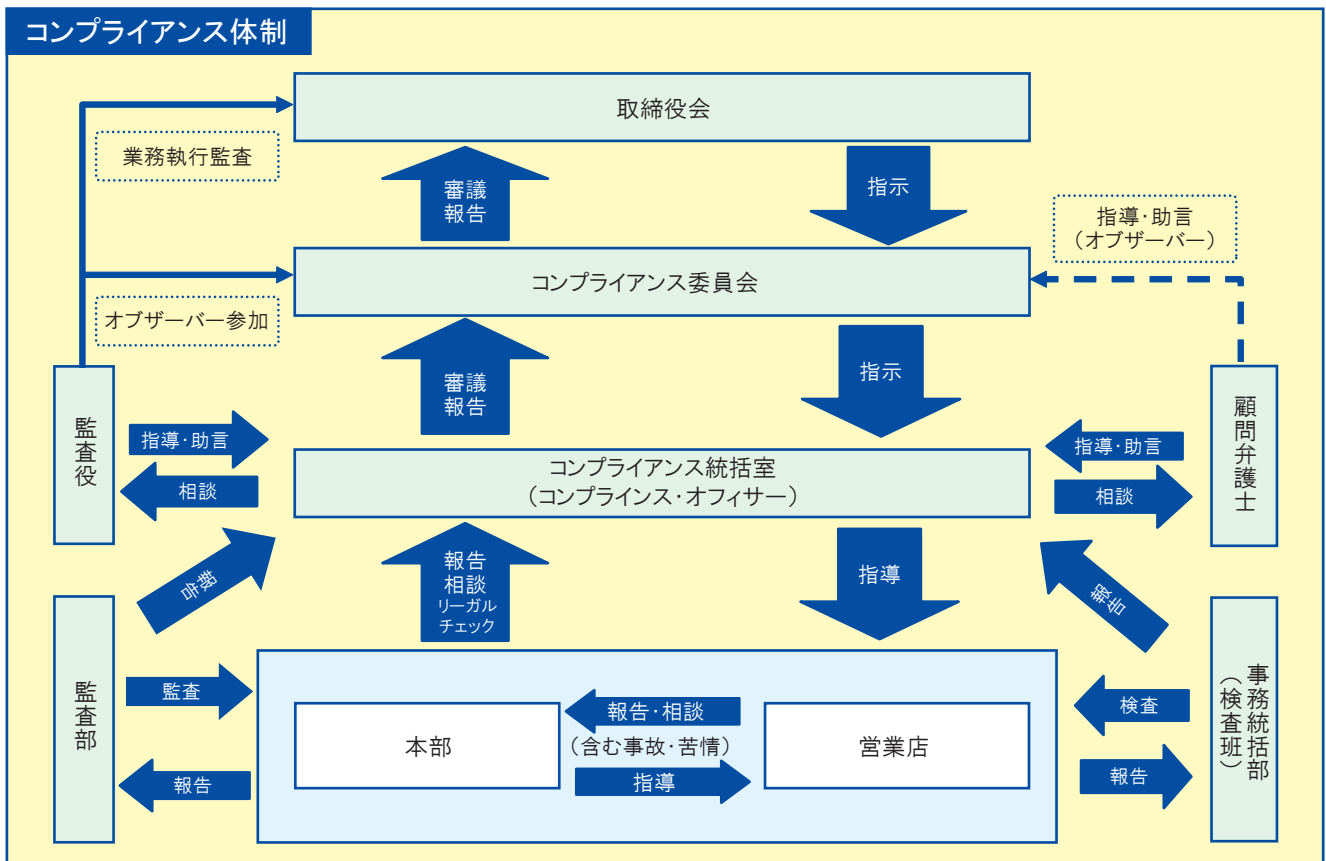 コンプライアンス体制
取締役会
業務執行監査
審議
報告
指示
指導・助言
（オブザーバー）
コンプライアンス委員会
オブザーバー参加
審議
報告
指示
監査役
顧問弁護士
指導・助言
相談
コンプライアンス統括室
（コンプラインス・オフィサー）
指導・助言
相談
報告
報告
相談
リーガル
チェック
指導
報告
監査部
監査
報告
本部
報告・相談
（含む事故・苦情）
指導
営業店
検査
報告
事務統括部
（検査班）